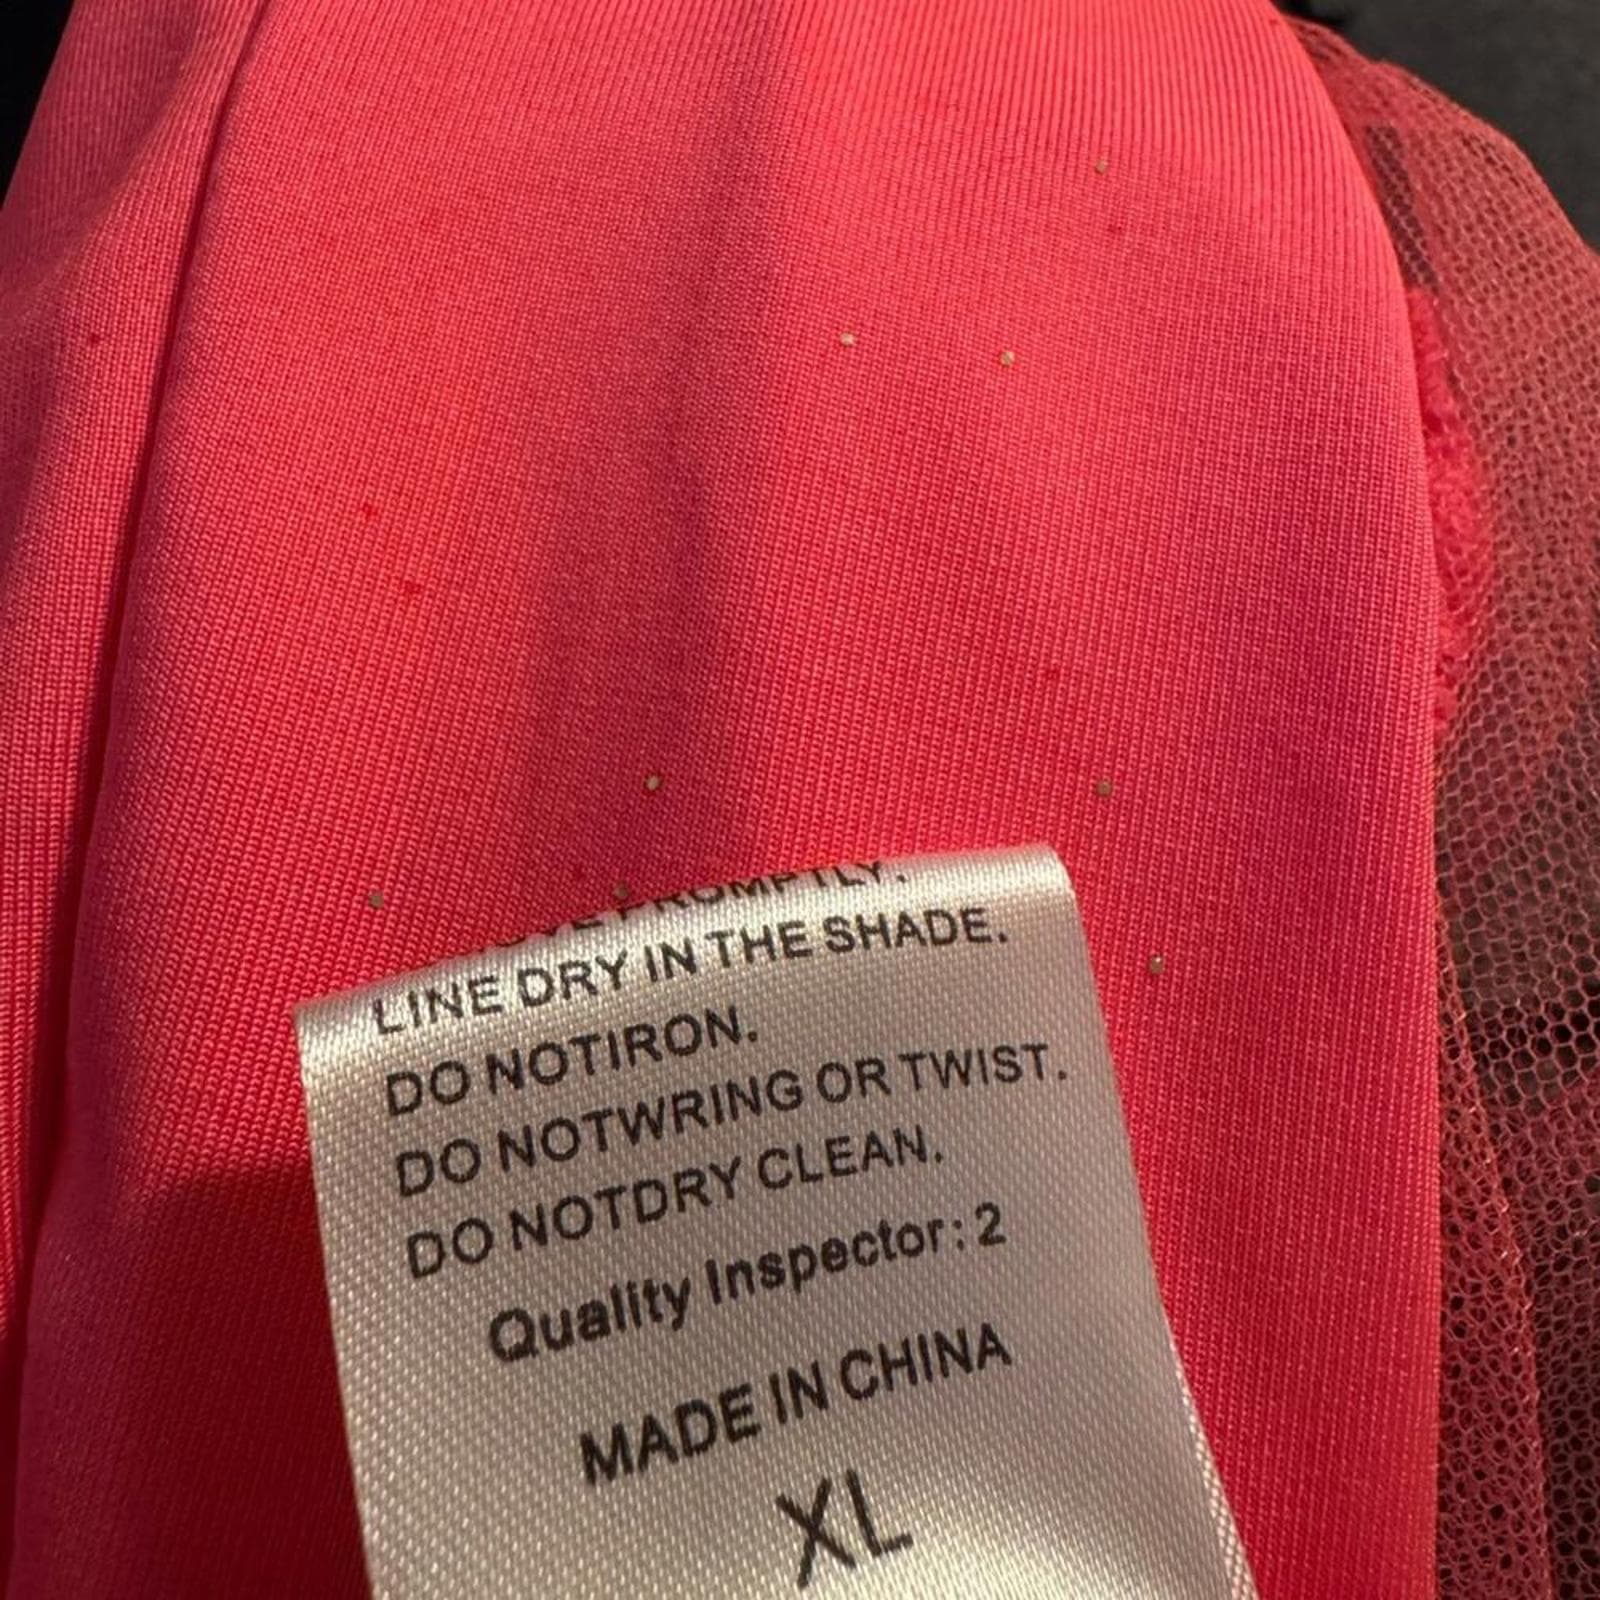 PROMPTLY.
LINE DRY IN THE SHADE.
DO NOTIRON.
DO NOTWRING OR TWIST.
DO NOTDRY CLEAN.
Quality Inspector: 2
MADE IN CHINA
XL